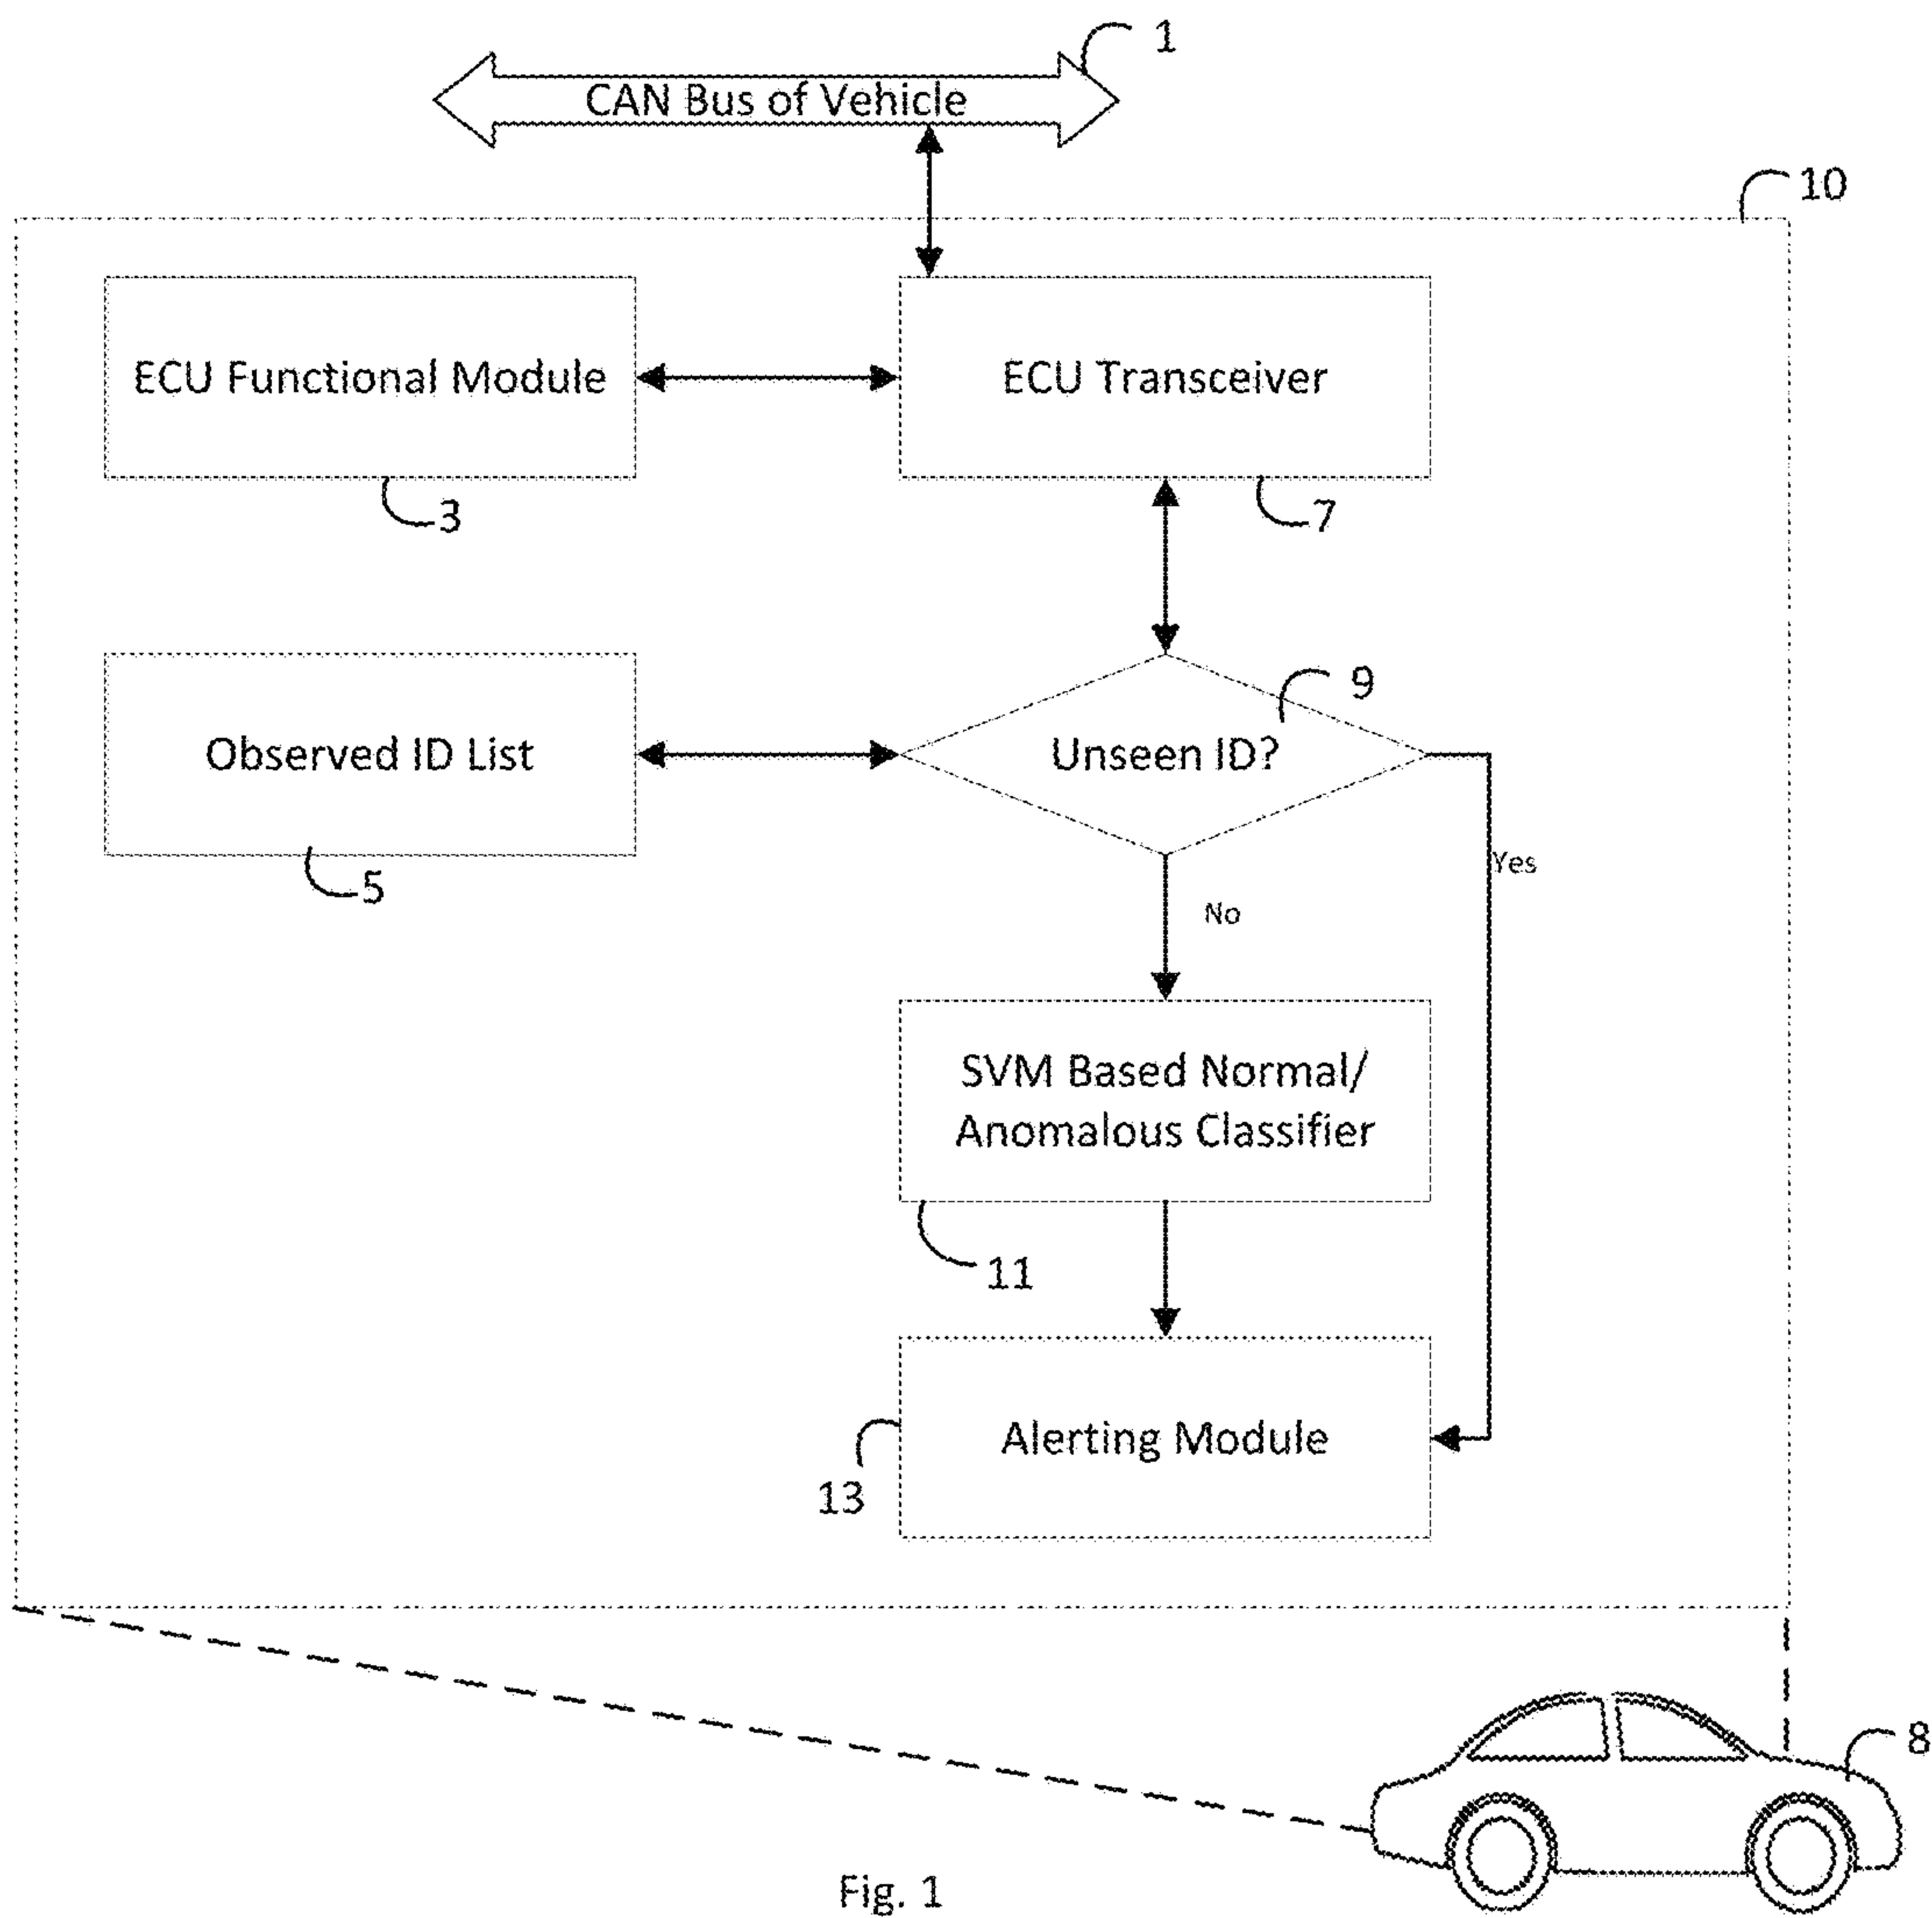 1
CAN Bus of Vehicle
10
ECU Functional Module
ECU Transceiver
3
7
9
Observed ID List
Unseen ID?
Yes
5
No
SVM Based Normal/
Anomalous Classifier
11
Alerting Module
13
8
Fig. 1